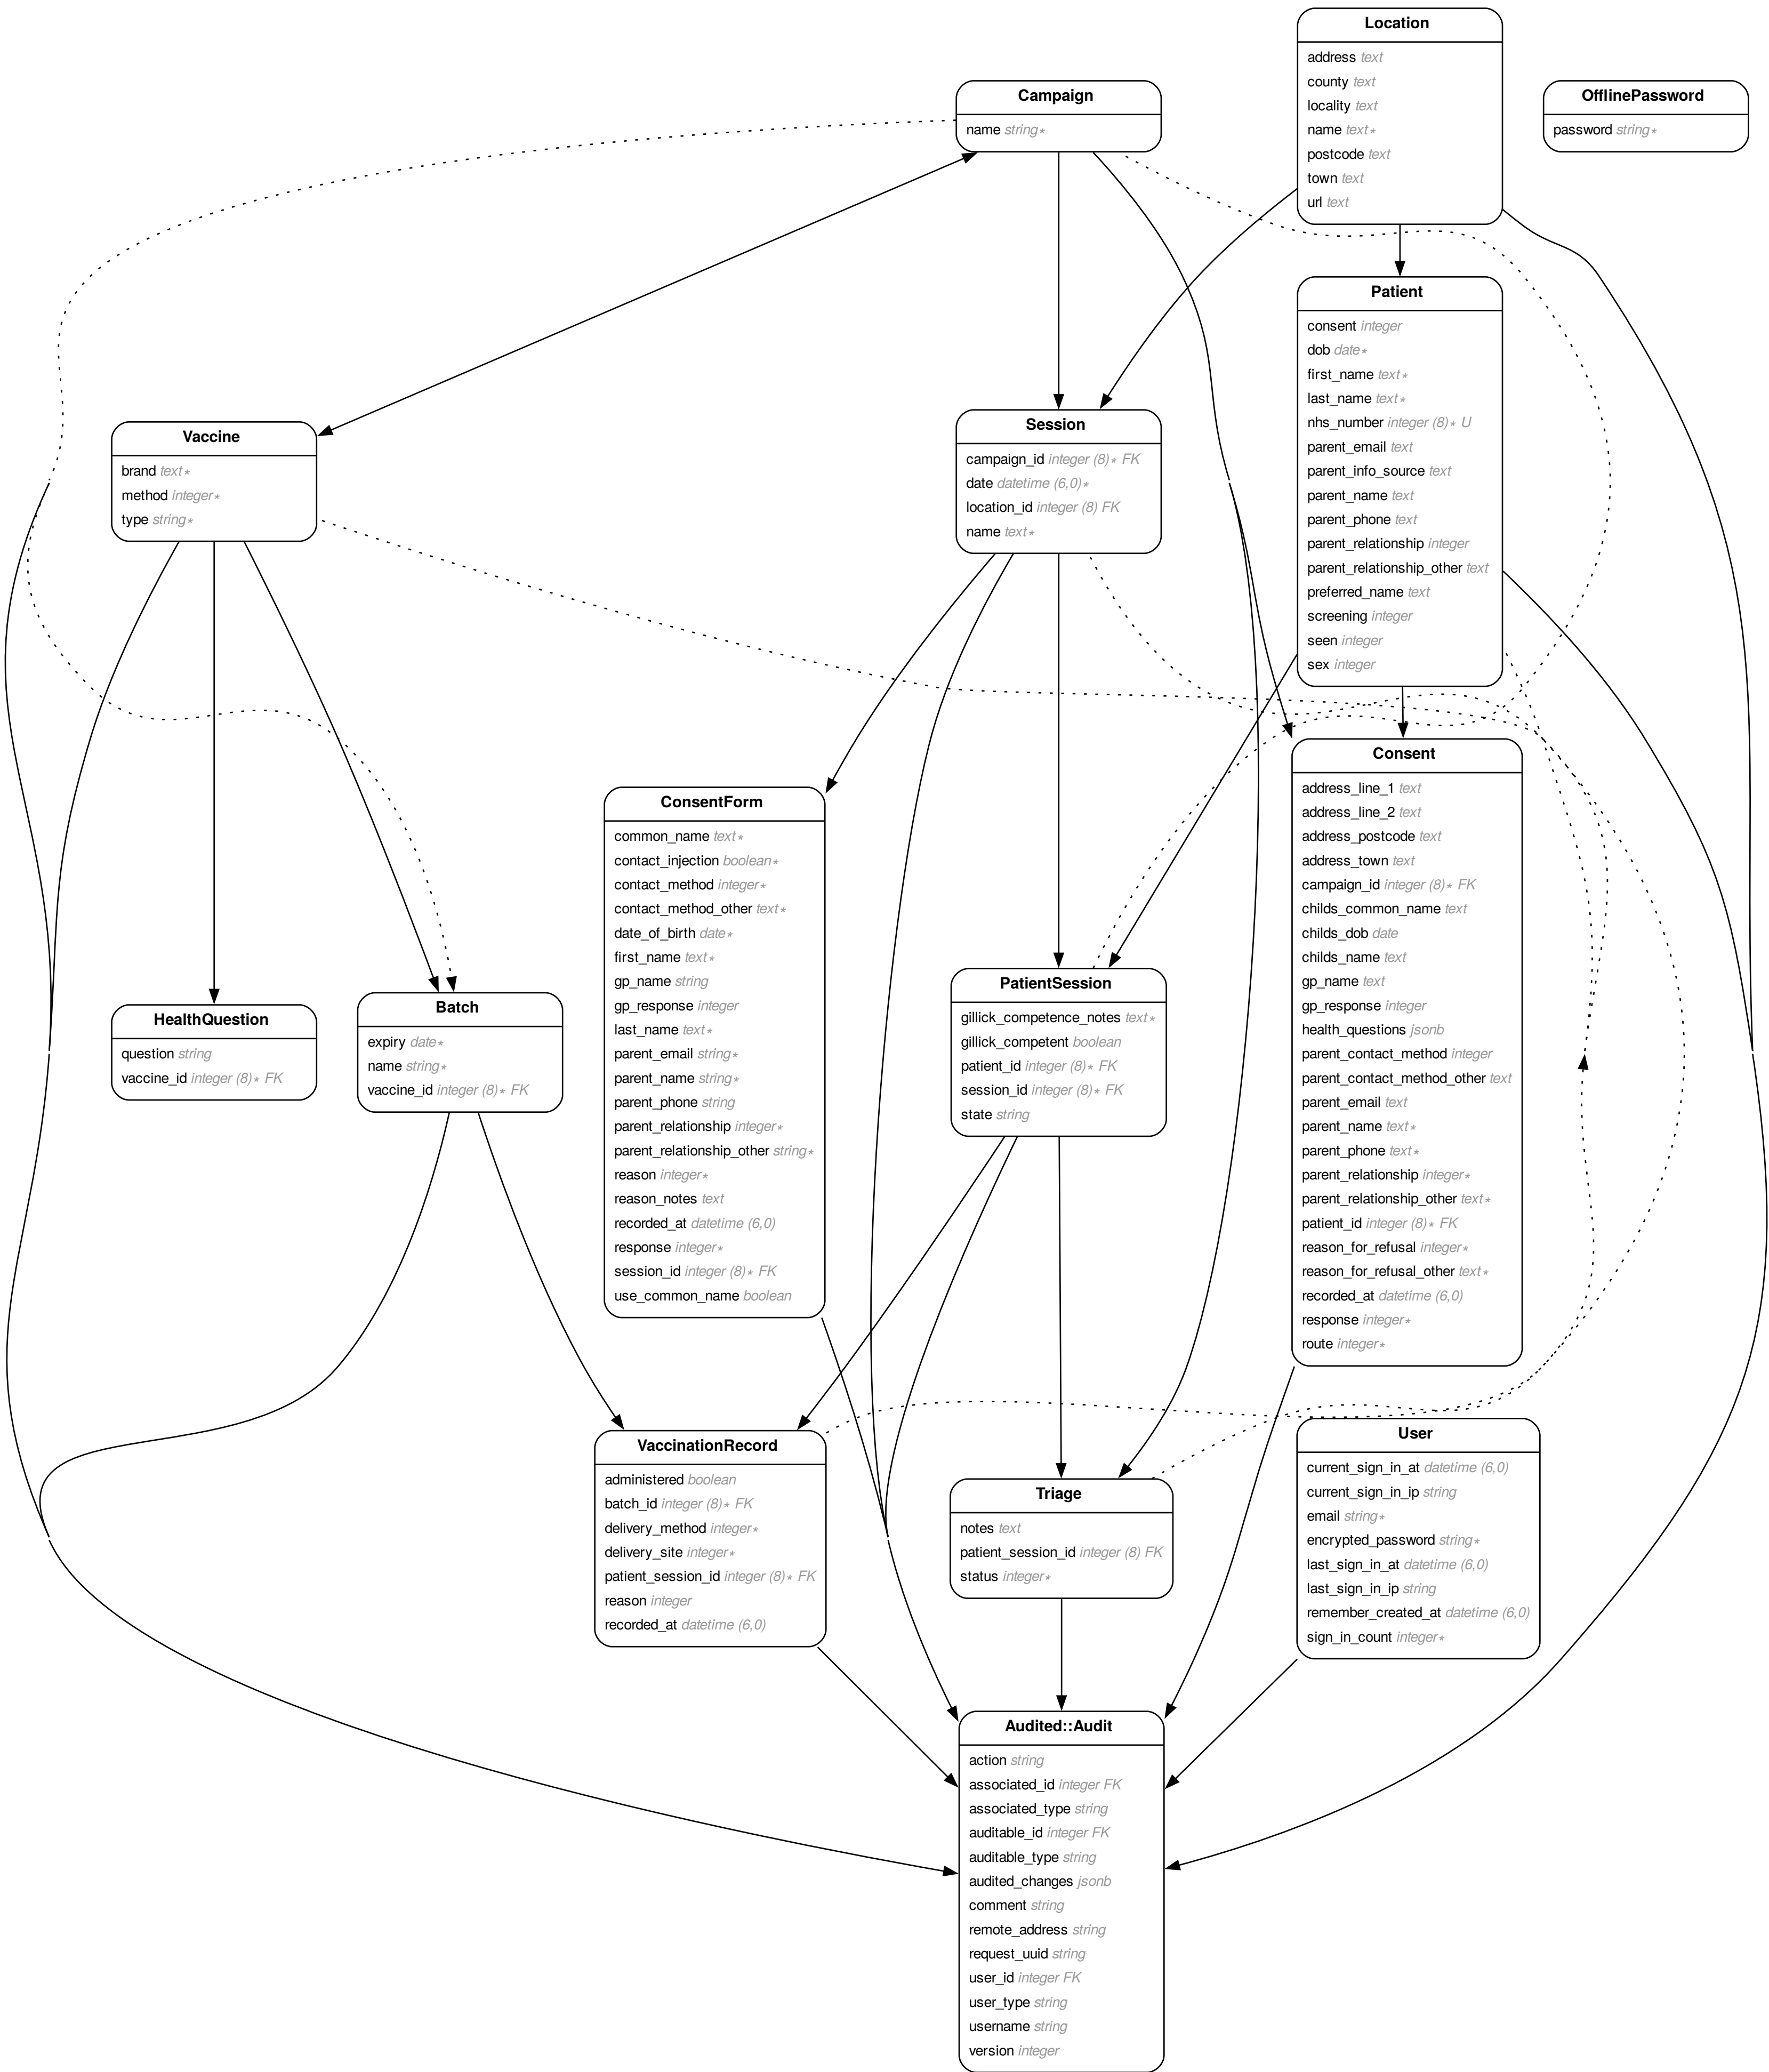 Location
address text
county text
locality text
name text∗
postcode text
town text
url text
Campaign
name string∗
OfflinePassword
password string∗
Patient
consent integer
dob date∗
first_name text∗
last_name text∗
nhs_number integer (8)∗ U
parent_email text
parent_info_source text
parent_name text
parent_phone text
parent_relationship integer
parent_relationship_other text
preferred_name text
screening integer
seen integer
sex integer
Vaccine
brand text∗
method integer∗
type string∗
Session
campaign_id integer (8)∗ FK
date datetime (6,0)∗
location_id integer (8) FK
name text∗
Consent
address_line_1 text
address_line_2 text
address_postcode text
address_town text
campaign_id integer (8)∗ FK
childs_common_name text
childs_dob date
childs_name text
gp_name text
gp_response integer
health_questions jsonb
parent_contact_method integer
parent_contact_method_other text
parent_email text
parent_name text∗
parent_phone text∗
parent_relationship integer∗
parent_relationship_other text∗
patient_id integer (8)∗ FK
reason_for_refusal integer∗
reason_for_refusal_other text∗
recorded_at datetime (6,0)
response integer∗
route integer∗
ConsentForm
common_name text∗
contact_injection boolean∗
contact_method integer∗
contact_method_other text∗
date_of_birth date∗
first_name text∗
gp_name string
gp_response integer
last_name text∗
parent_email string∗
parent_name string∗
parent_phone string
parent_relationship integer∗
parent_relationship_other string∗
reason integer∗
reason_notes text
recorded_at datetime (6,0)
response integer∗
session_id integer (8)∗ FK
use_common_name boolean
PatientSession
gillick_competence_notes text∗
gillick_competent boolean
patient_id integer (8)∗ FK
session_id integer (8)∗ FK
state string
HealthQuestion
question string
vaccine_id integer (8)∗ FK
Batch
expiry date∗
name string∗
vaccine_id integer (8)∗ FK
VaccinationRecord
administered boolean
batch_id integer (8)∗ FK
delivery_method integer∗
delivery_site integer∗
patient_session_id integer (8)∗ FK
reason integer
recorded_at datetime (6,0)
Triage
notes text
patient_session_id integer (8) FK
status integer∗
User
current_sign_in_at datetime (6,0)
current_sign_in_ip string
email string∗
encrypted_password string∗
last_sign_in_at datetime (6,0)
last_sign_in_ip string
remember_created_at datetime (6,0)
sign_in_count integer∗
Audited::Audit
action string
associated_id integer FK
associated_type string
auditable_id integer FK
auditable_type string
audited_changes jsonb
comment string
remote_address string
request_uuid string
user_id integer FK
user_type string
username string
version integer